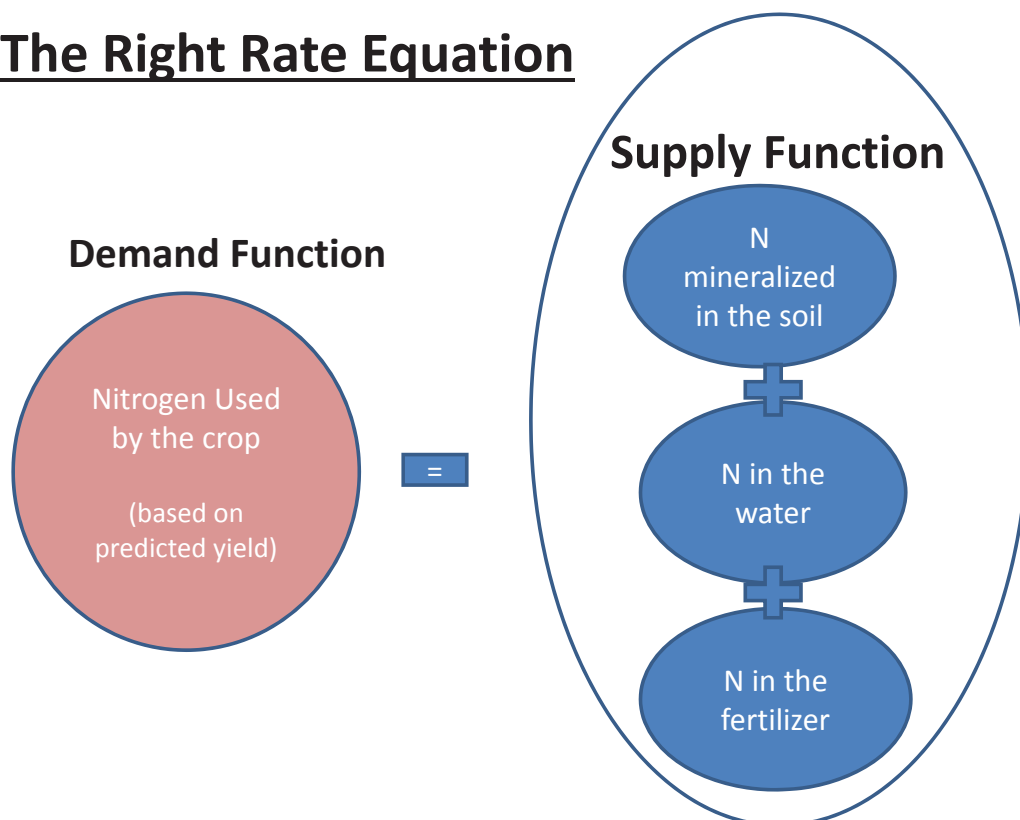 The Right Rate Equation
Supply Function
Demand Function
N
mineralized
in the soil
Nitrogen Used
by the crop
(based on
predicted yield)
=
N in the
water
N in the
fertilizer